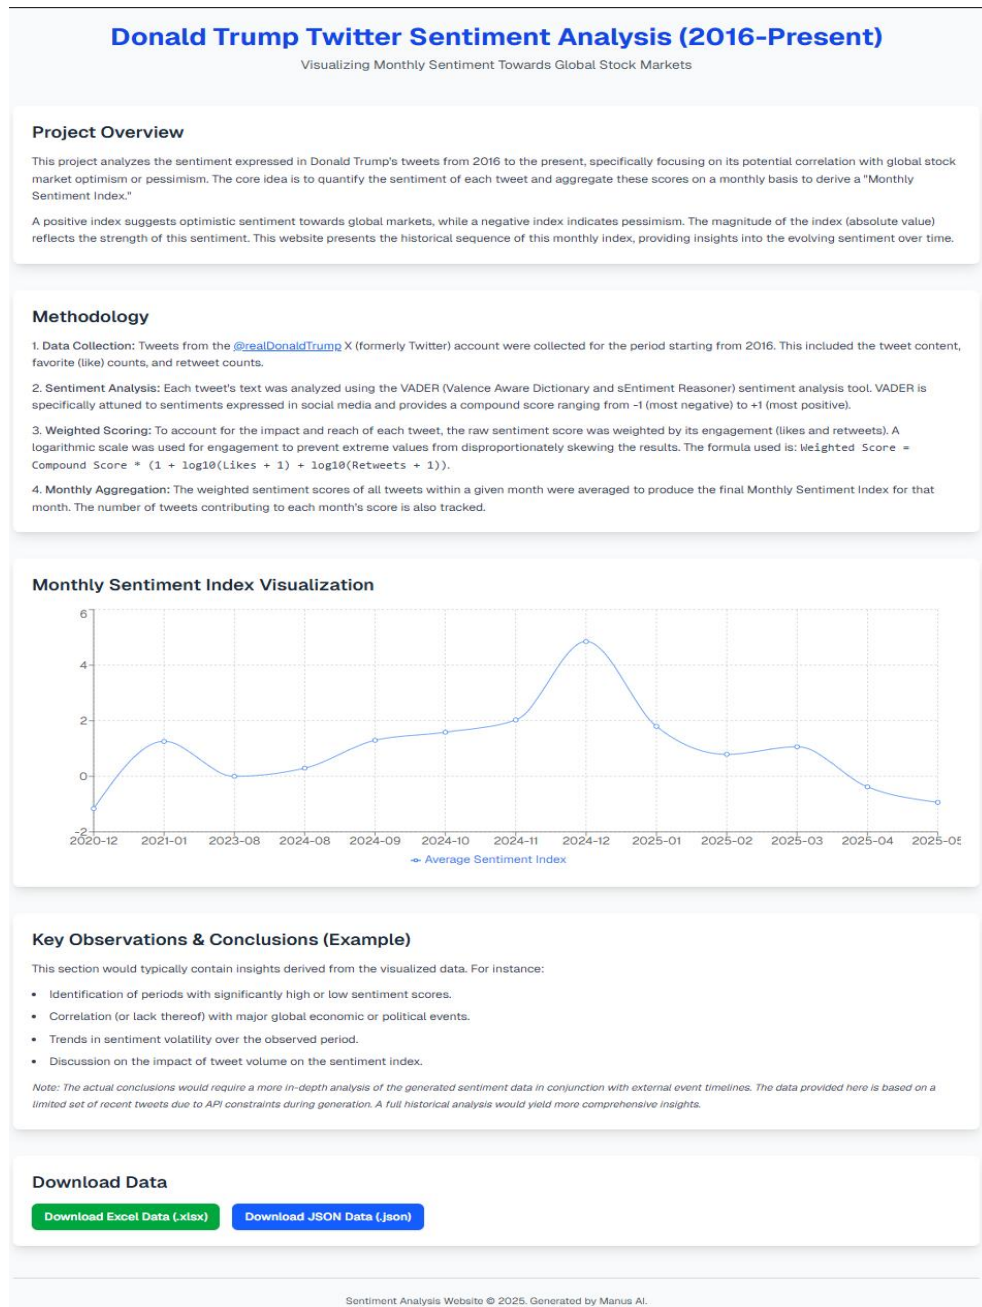 Donald Trump Twitter Sentiment Analysis (2016-Present)
Visualizing Monthly Sentiment Towards Global Stock Markets
Project Overview
This project analyzes the sentiment expressed in Donald Trump's tweets from 2016 to the present, specifically focusing on its potential correlation with global stock
market optimism or pessimism. The core idea is to quantify the sentiment of each tweet and aggregate these scores on a monthly basis to derive a "Monthly
Sentiment Index."
A positive index suggests optimistic sentiment towards global markets, while a negative index indicates pessimism. The magnitude of the index (absolute value)
reflects the strength of this sentiment. This website presents the historical sequence of this monthly index, providing insights into the evolving sentiment over time.
Methodology
1. Data Collection: Tweets from the @realDonaldTrump X (formerly Twitter) account were collected for the period starting from 2016. This included the tweet content,
favorite (like) counts, and retweet counts.
2. Sentiment Analysis: Each tweet's text was analyzed using the VADER (Valence Aware Dictionary and sEntiment Reasoner) sentiment analysis tool. VADER is
specifically attuned to sentiments expressed in social media and provides a compound score ranging from -1 (most negative) to +1 (most positive).
3. Weighted Scoring: To account for the impact and reach of each tweet, the raw sentiment score was weighted by its engagement (likes and retweets). A
logarithmic scale was used for engagement to prevent extreme values from disproportionately skewing the results. The formula used is: Weighted Score =
Compound Score * (1 + log10(Likes + 1) + log10(Retweets + 1)).
4. Monthly Aggregation: The weighted sentiment scores of all tweets within a given month were averaged to produce the final Monthly Sentiment Index for that
month. The number of tweets contributing to each month's score is also tracked.
Monthly Sentiment Index Visualization
6
4
2
0
-2
2020-12 2021-01 2023-08 2024-08 2024-09 2024-10 2024-11 2024-12 2025-01 2025-02 2025-03 2025-04 2025-05
Average Sentiment Index
Key Observations & Conclusions (Example)
This section would typically contain insights derived from the visualized data. For instance:
• Identification of periods with significantly high or low sentiment scores.
• Correlation (or lack thereof) with major global economic or political events.
• Trends in sentiment volatility over the observed period.
• Discussion on the impact of tweet volume on the sentiment index.
Note: The actual conclusions would require a more in-depth analysis of the generated sentiment data in conjunction with external event timelines. The data provided here is based on a
limited set of recent tweets due to API constraints during generation. A full historical analysis would yield more comprehensive insights.
Download Data
Download Excel Data (.xlsx) Download JSON Data (.json)
Sentiment Analysis Website © 2025. Generated by Manus AI.